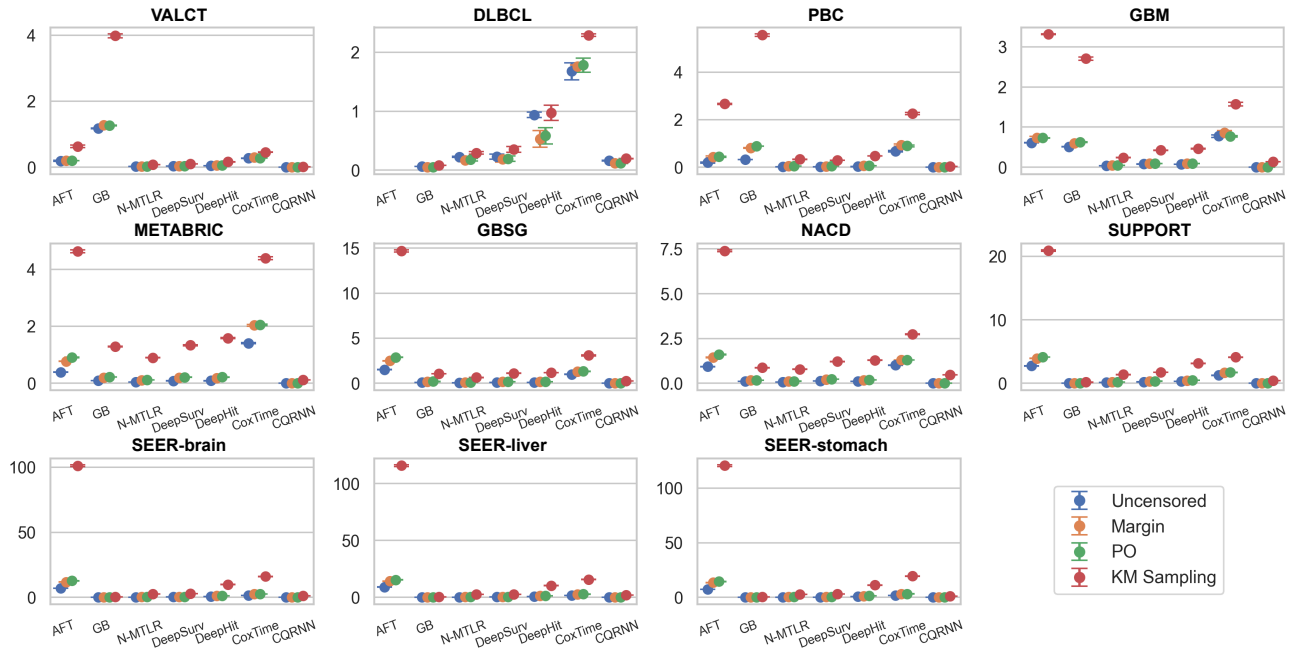 VALCT
4
2
0
AFT
GB
N-MTLR
DeepSurv
DeepHit
CoxTime
CQRNN
DLBCL
2
1
0
AFT
GB
N-MTLR
DeepSurv
DeepHit
CoxTime
CQRNN
PBC
4
2
0
AFT
GB
N-MTLR
DeepSurv
DeepHit
CoxTime
CQRNN
GBM
3
2
1
0
AFT
GB
N-MTLR
DeepSurv
DeepHit
CoxTime
CQRNN
METABRIC
4
2
0
AFT
GB
N-MTLR
DeepSurv
DeepHit
CoxTime
CQRNN
GBSG
15
10
5
0
AFT
GB
N-MTLR
DeepSurv
DeepHit
CoxTime
CQRNN
NACD
7.5
5.0
2.5
0.0
AFT
GB
N-MTLR
DeepSurv
DeepHit
CoxTime
CQRNN
SUPPORT
20
10
0
AFT
GB
N-MTLR
DeepSurv
DeepHit
CoxTime
CQRNN
SEER-brain
100
50
0
AFT
GB
N-MTLR
DeepSurv
DeepHit
CoxTime
CQRNN
SEER-liver
100
50
0
AFT
GB
N-MTLR
DeepSurv
DeepHit
CoxTime
CQRNN
SEER-stomach
100
50
0
AFT
GB
N-MTLR
DeepSurv
DeepHit
CoxTime
CQRNN
Uncensored
Margin
PO
KM Sampling